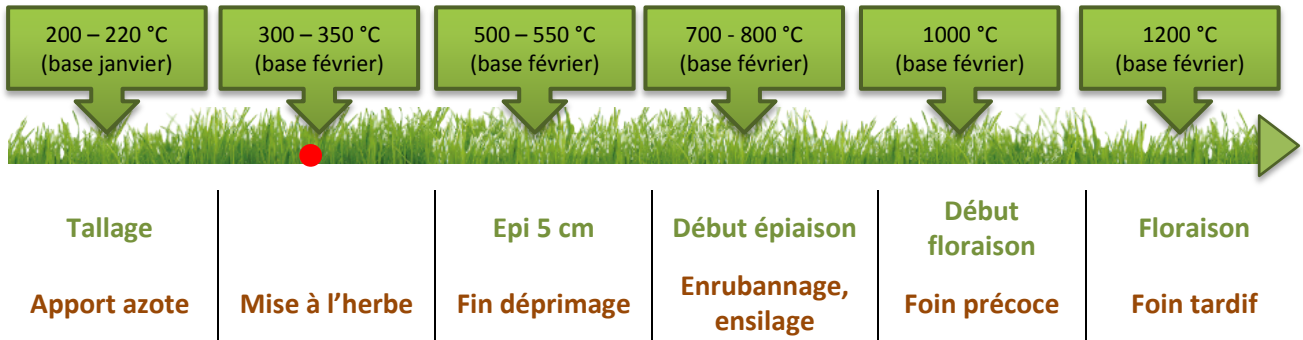 200 – 220 °C
(base janvier)
300 – 350 °C
(base février)
500 – 550 °C
(base février)
700 - 800 °C
(base février)
1000 °C
(base février)
1200 °C
(base février)
Tallage
Epi 5 cm
Début épiaison
Début
floraison
Floraison
Apport azote
Mise à l’herbe
Fin déprimage
Enrubannage,
ensilage
Foin précoce
Foin tardif